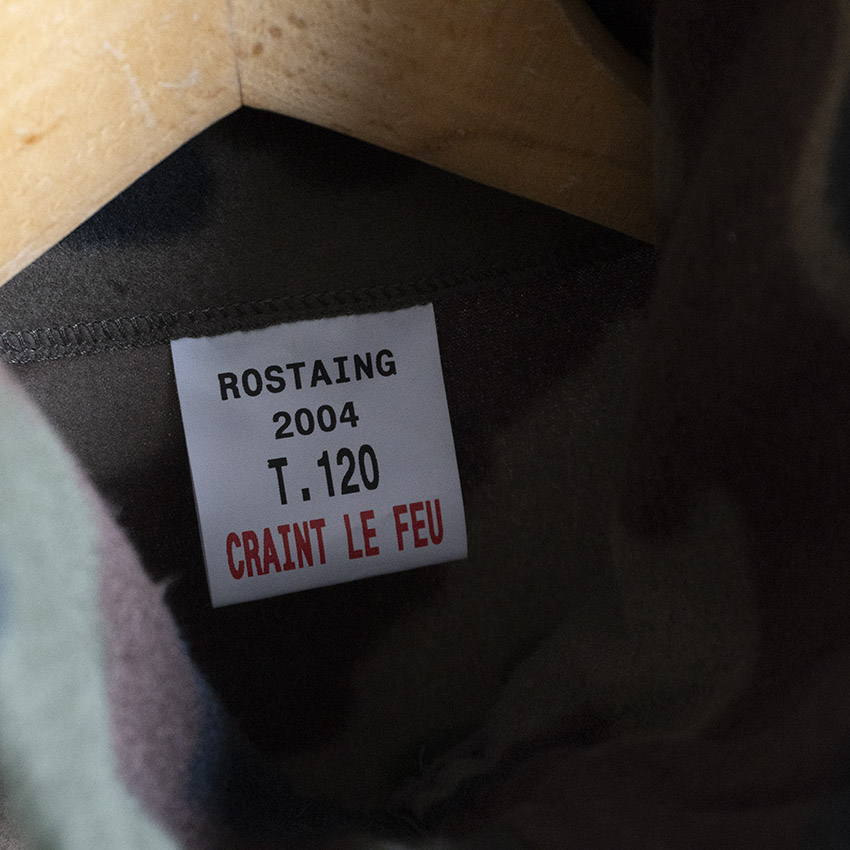 ROSTAING
2004
T.120
CRAINT LE FEU